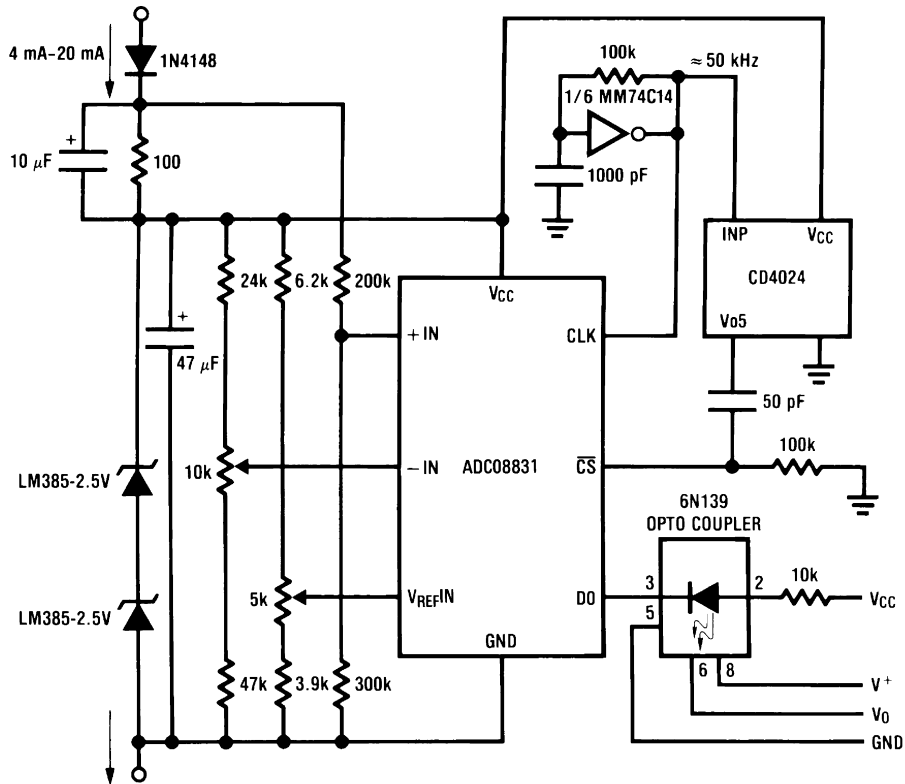 4 mA–20 mA
1N4148
100k
≈ 50 kHz
1/6 MM74C14
+
10 μF
100
1000 pF
INP
VCC
CD4024
VO5
24k
6.2k
200k
VCC
+IN
CLK
+
47 μF
50 pF
10k
−IN
ADC08831
CS
100k
LM385-2.5V
6N139
OPTO COUPLER
LM385-2.5V
5k
VREFIN
DO
3
2
10k
VCC
5
GND
6
8
47k
3.9k
300k
V+
VO
GND